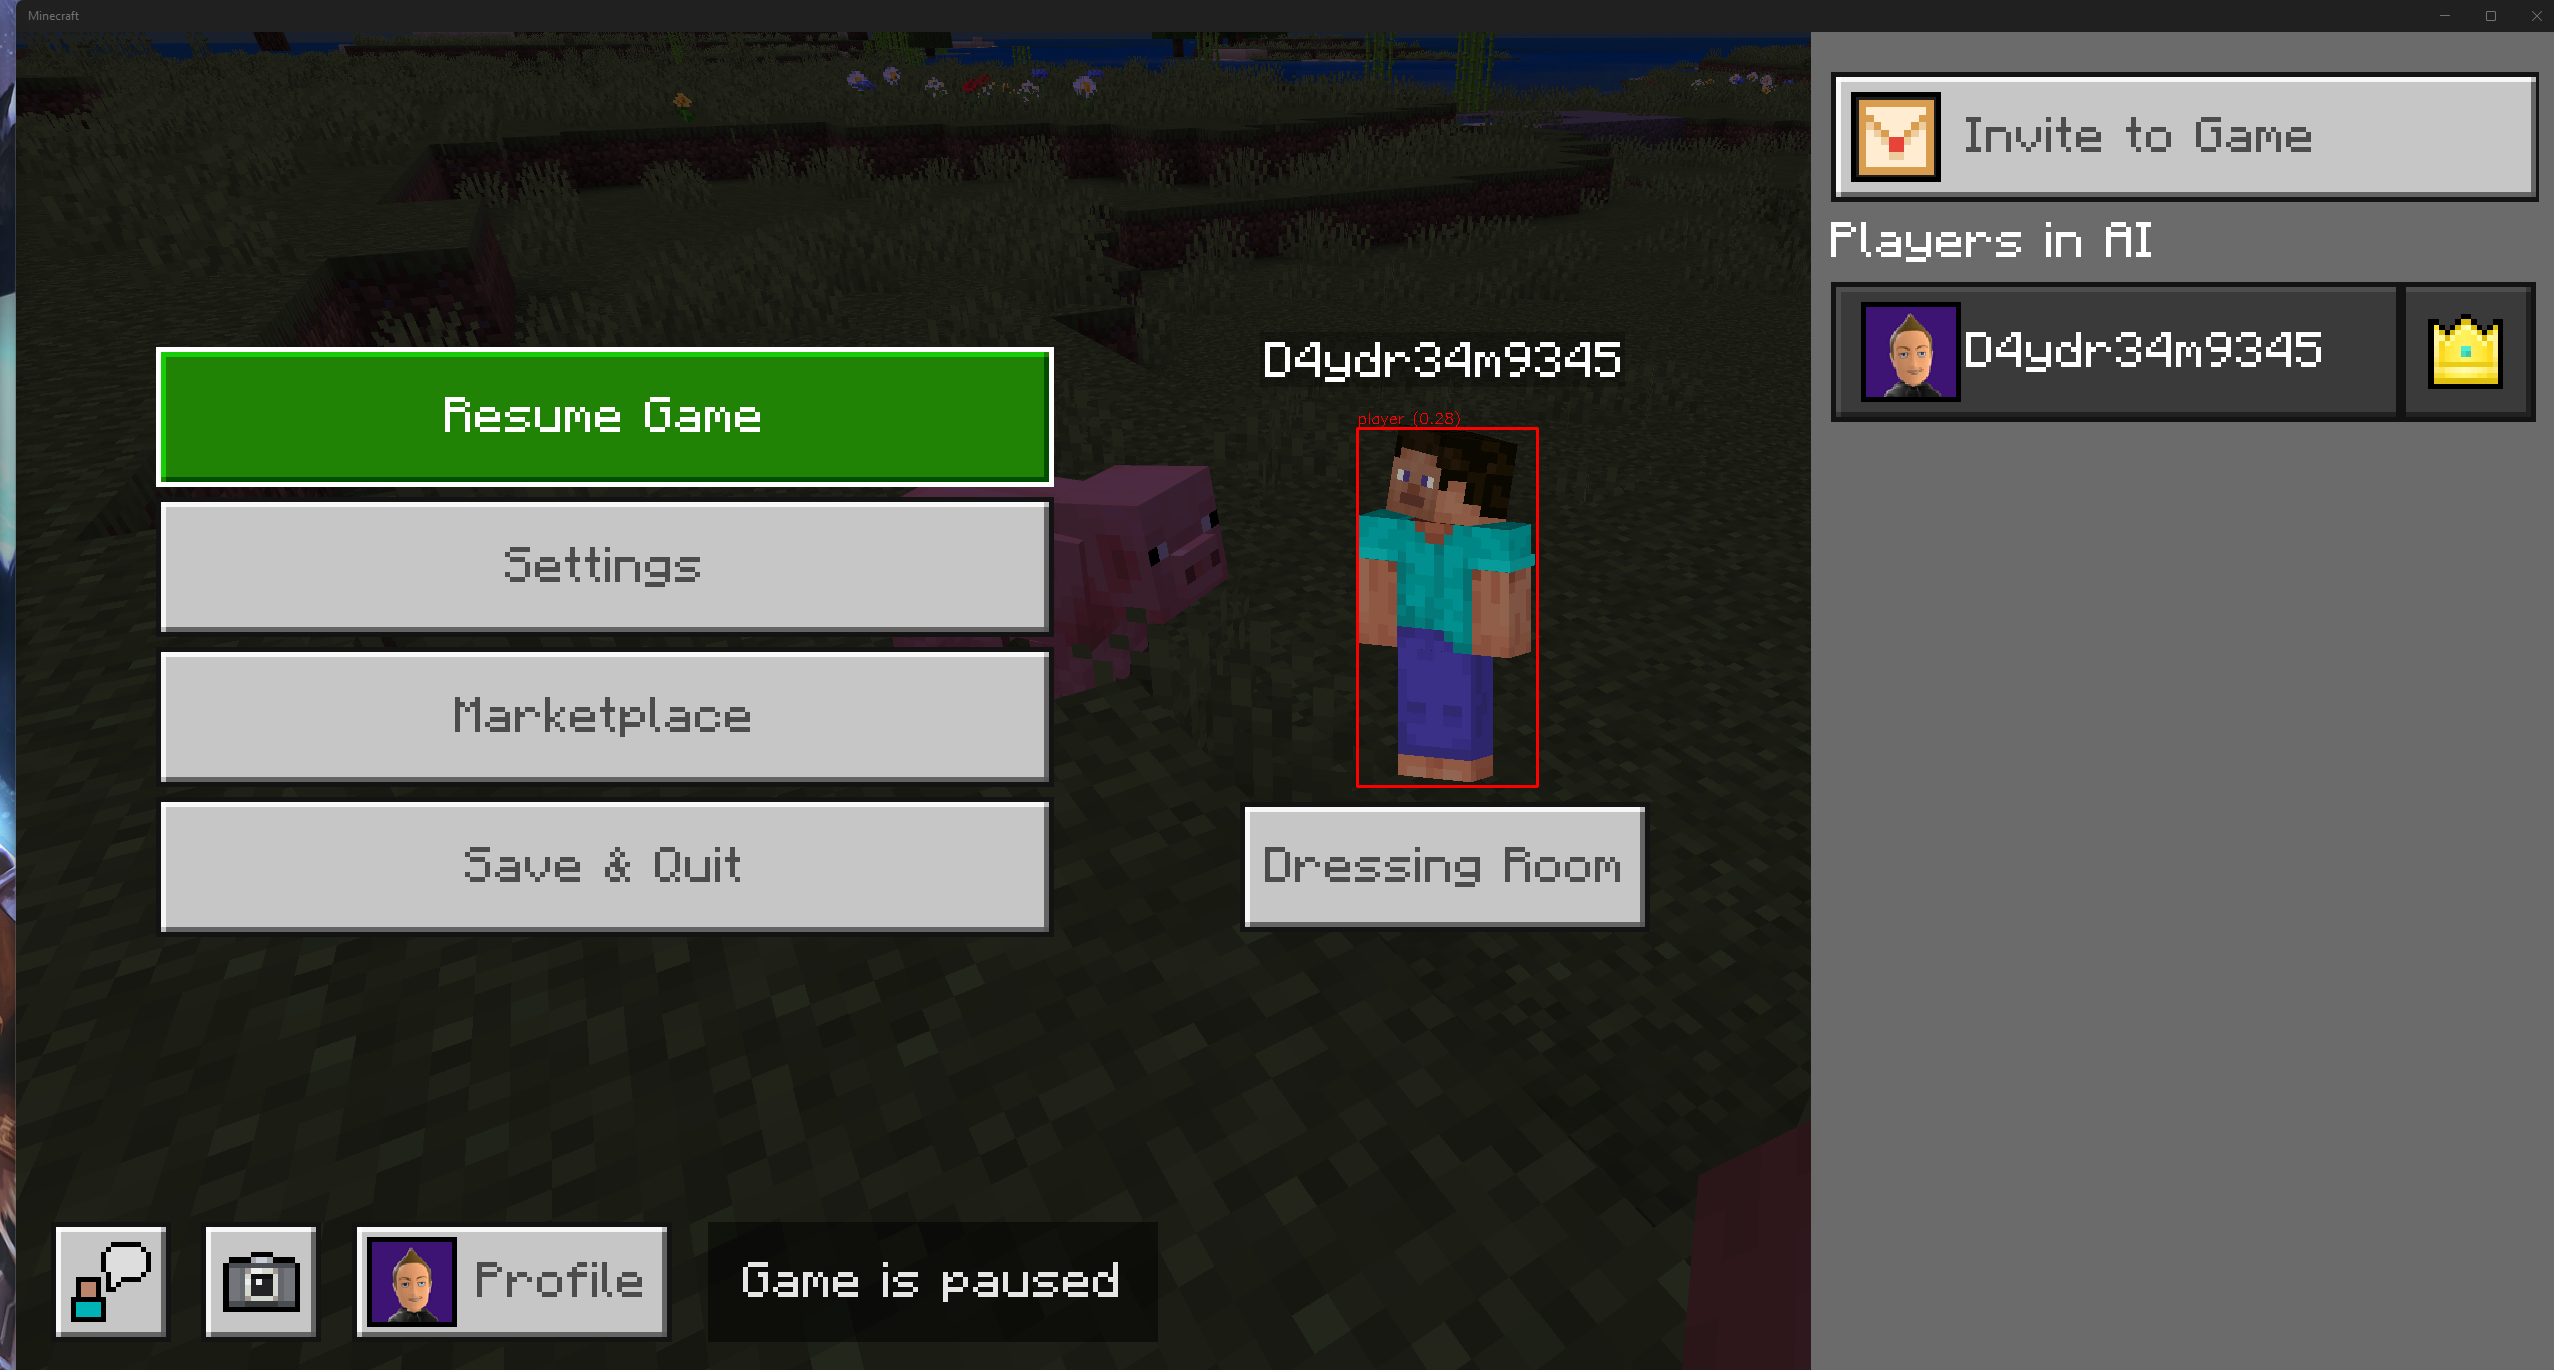 Minecraft
Invite to Game
Players in AI
D4ydr34m9345
D4ydr34m9345
player (0.28)
Resume Game
Settings
Marketplace
Save & Quit
Dressing Room
Profile
Game is paused